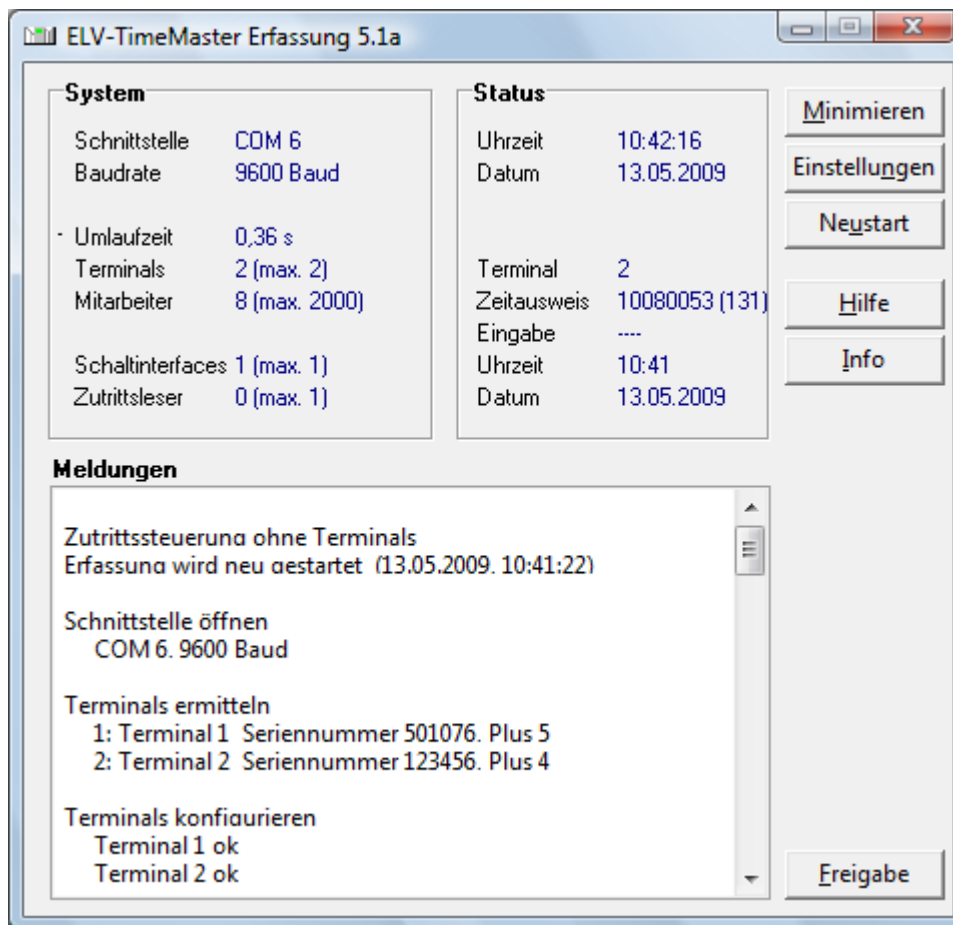 ELV-TimeMaster Erfassung 5.1a
System
Schnittstelle COM 6
Baudrate 9600 Baud
- Umlaufzeit 0,36 s
Terminals 2 (max. 2)
Mitarbeiter 8 (max. 2000)
Schaltinterfaces 1 (max. 1)
Zutrittsleser 0 (max. 1)
Status
Uhrzeit 10:42:16
Datum 13.05.2009
Terminal 2
Zeitausweis 10080053 (131)
Eingabe ----
Uhrzeit 10:41
Datum 13.05.2009
Minimieren
Einstellungen
Neustart
Hilfe
Info
Meldungen
Zutrittssteuerung ohne Terminals
Erfassung wird neu gestartet (13.05.2009, 10:41:22)
Schnittstelle öffnen
COM 6, 9600 Baud
Terminals ermitteln
1: Terminal 1 Seriennummer 501076, Plus 5
2: Terminal 2 Seriennummer 123456, Plus 4
Terminals konfigurieren
Terminal 1 ok
Terminal 2 ok
Freigabe